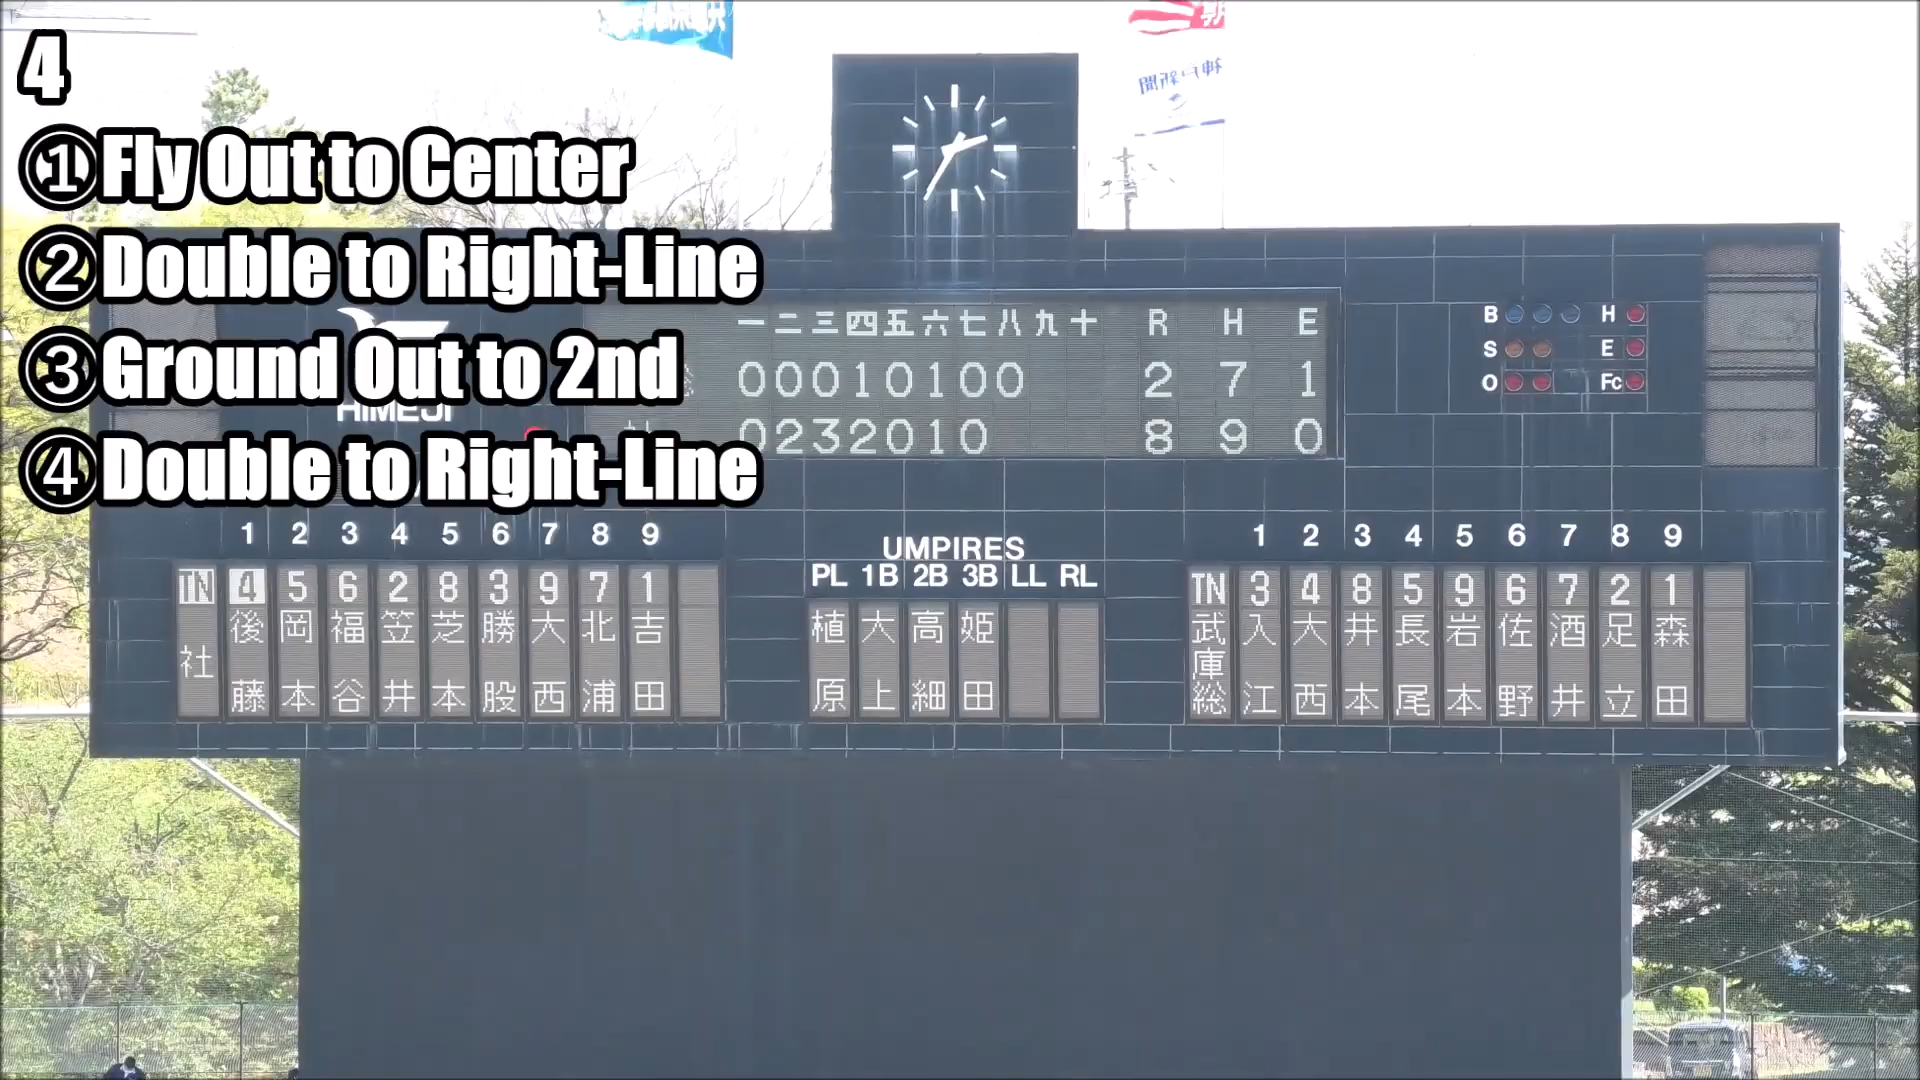 4
①Fly Out to Center
②Double to Right-Line
③Ground Out to 2nd
④Double to Right-Line
HIMEJI
一二三四五六七八九十 R H E
00010100 2 7 1
社 0232010 8 9 0
B H
S E
O Fc
1 2 3 4 5 6 7 8 9
TN 4 5 6 2 8 3 9 7 1
社 後藤 岡本 福谷 笠井 芝本 勝股 大西 北浦 吉田
UMPIRES
PL 1B 2B 3B LL RL
植原 大上 高細 姫田
1 2 3 4 5 6 7 8 9
TN 3 4 8 5 9 6 7 2 1
武庫総 入江 大西 井本 長尾 岩本 佐野 酒井 足立 森田